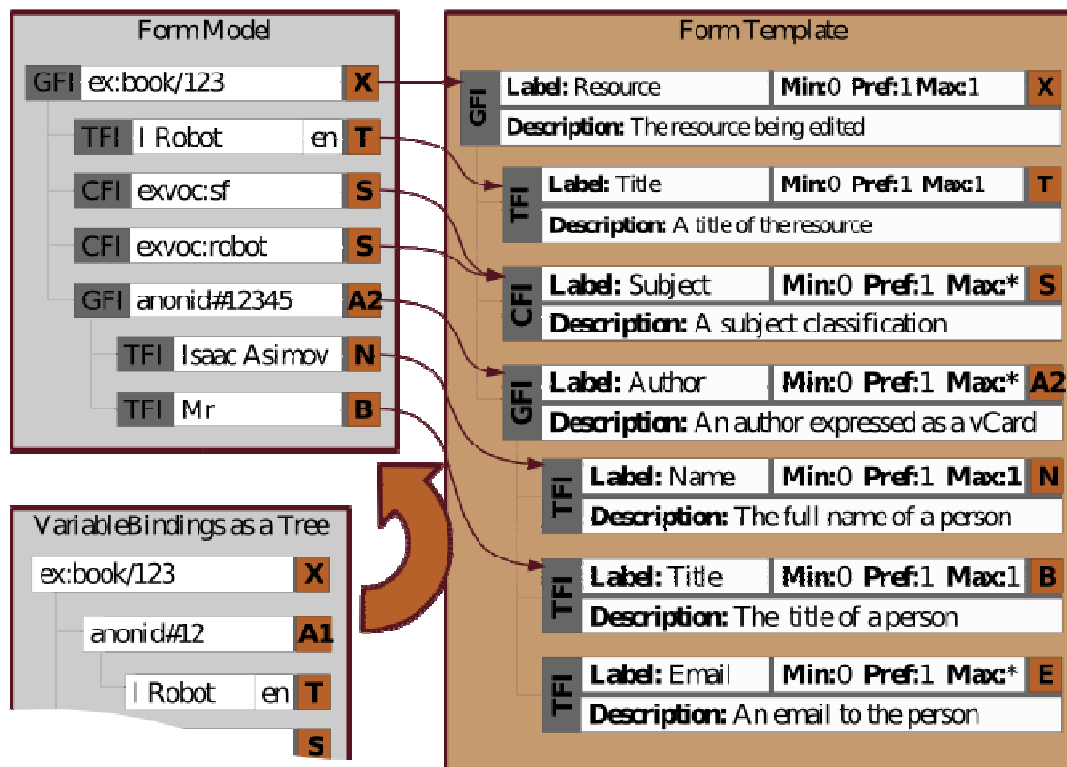 Form Model
GFI ex:book/123 X
TFI I Robot en T
CFI exvoc:sf S
CFI exvoc:robot S
GFI anonid#12345 A2
TFI Isaac Asimov N
TFI Mr B
VariableBindings as a Tree
ex:book/123 X
anonid#12 A1
I Robot en T
S
Form Template
GFI
Label: Resource Min:0 Pref:1 Max:1 X
Description: The resource being edited
TFI
Label: Title Min:0 Pref:1 Max:1 T
Description: A title of the resource
CFI
Label: Subject Min:0 Pref:1 Max:* S
Description: A subject classification
GFI
Label: Author Min:0 Pref:1 Max:* A2
Description: An author expressed as a vCard
TFI
Label: Name Min:0 Pref:1 Max:1 N
Description: The full name of a person
TFI
Label: Title Min:0 Pref:1 Max:1 B
Description: The title of a person
TFI
Label: Email Min:0 Pref:1 Max:* E
Description: An email to the person